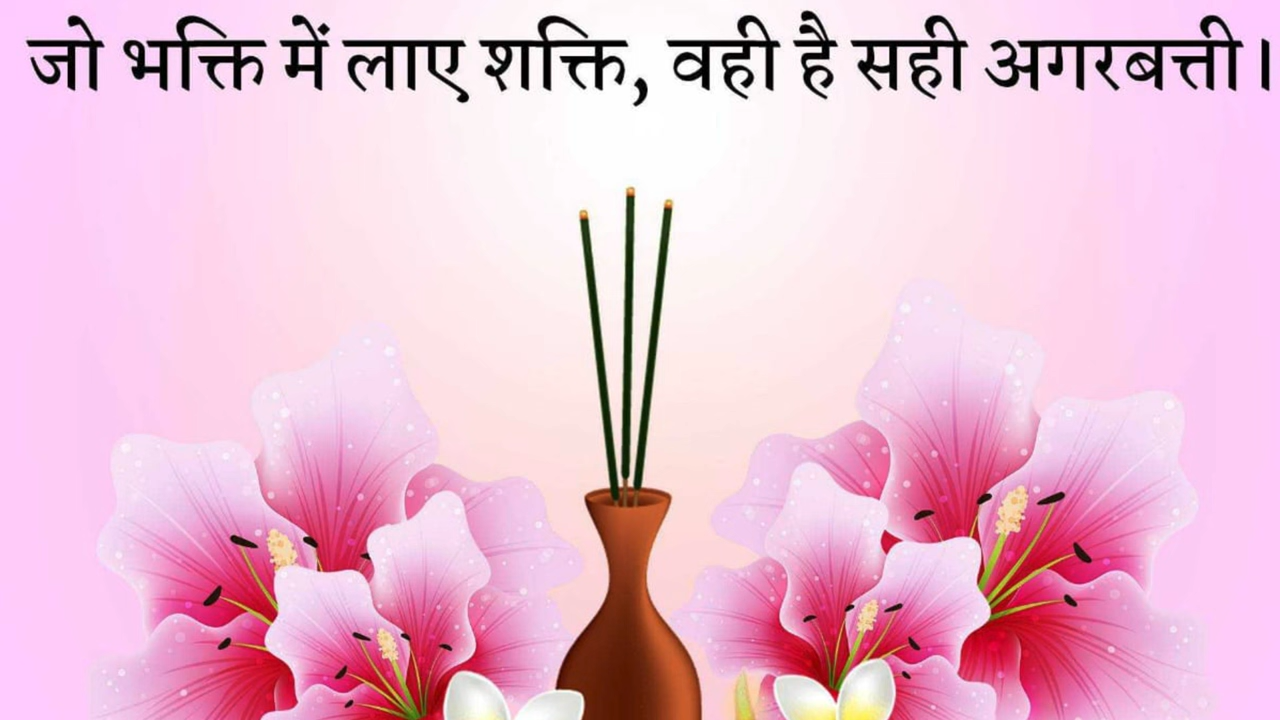 जो भक्ति में लाए शक्ति, वही है सही अगरबत्ती।